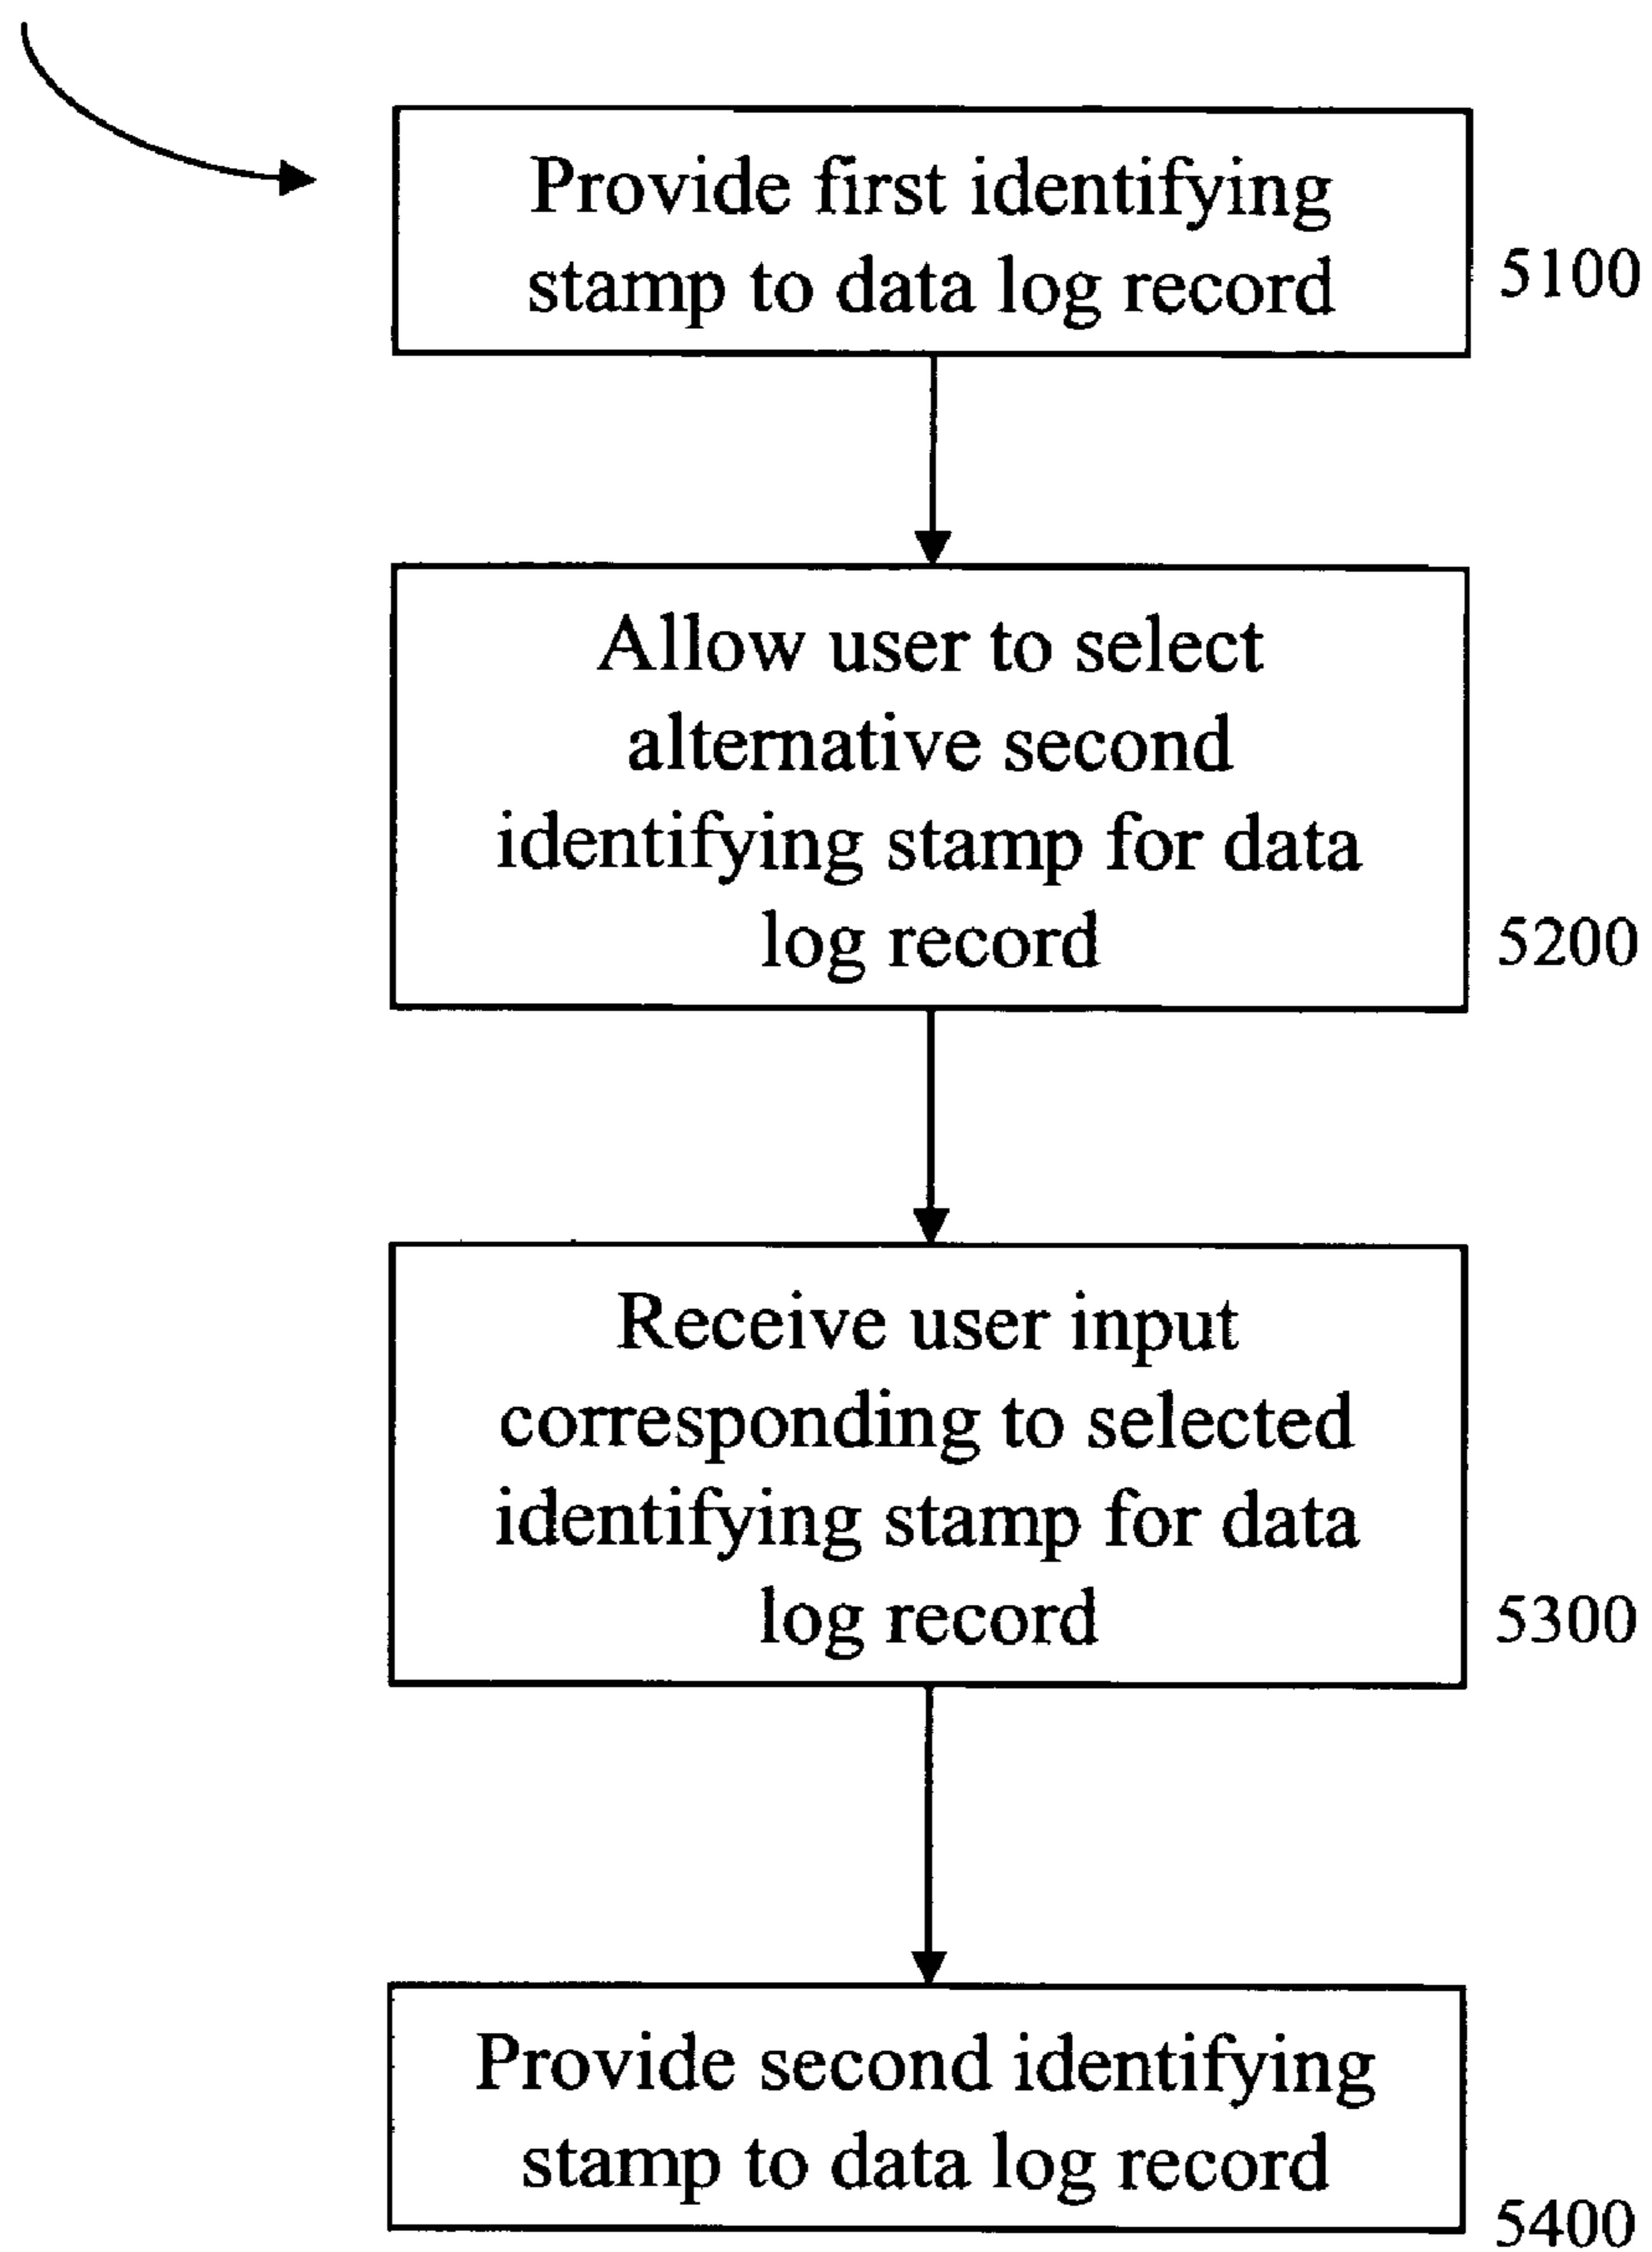 Provide first identifying
stamp to data log record
5100
Allow user to select
alternative second
identifying stamp for data
log record
5200
Receive user input
corresponding to selected
identifying stamp for data
log record
5300
Provide second identifying
stamp to data log record
5400